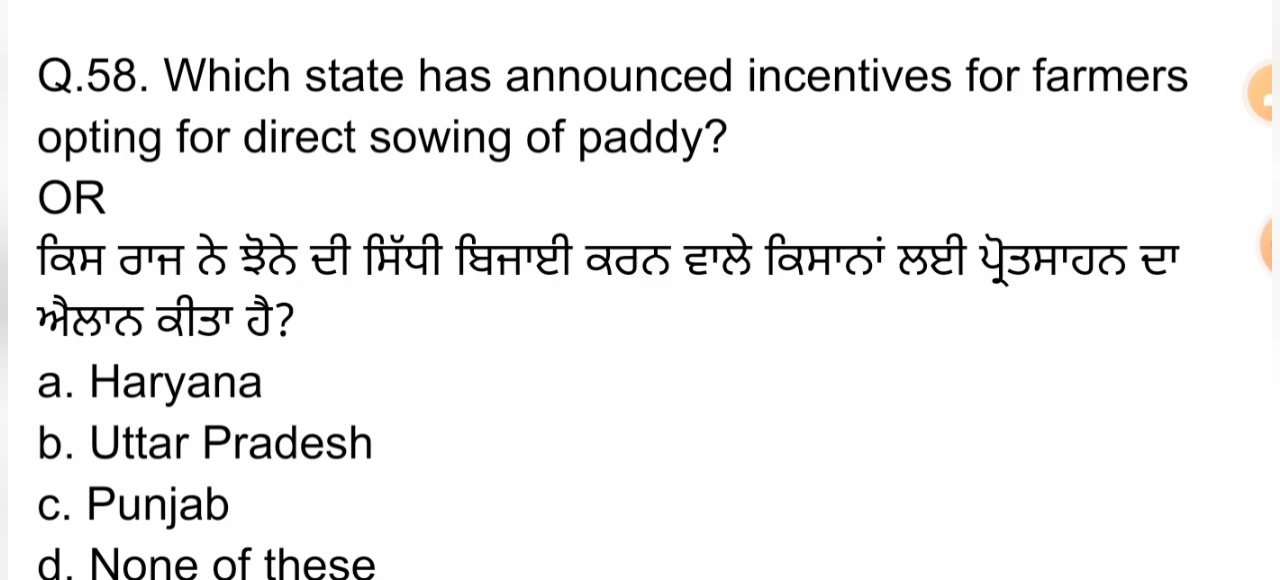 Q.58. Which state has announced incentives for farmers
opting for direct sowing of paddy?
OR
ਕਿਸ ਰਾਜ ਨੇ ਝੋਨੇ ਦੀ ਸਿੱਧੀ ਬਿਜਾਈ ਕਰਨ ਵਾਲੇ ਕਿਸਾਨਾਂ ਲਈ ਪ੍ਰੋਤਸਾਹਨ ਦਾ
ਐਲਾਨ ਕੀਤਾ ਹੈ?
a. Haryana
b. Uttar Pradesh
c. Punjab
d. None of these